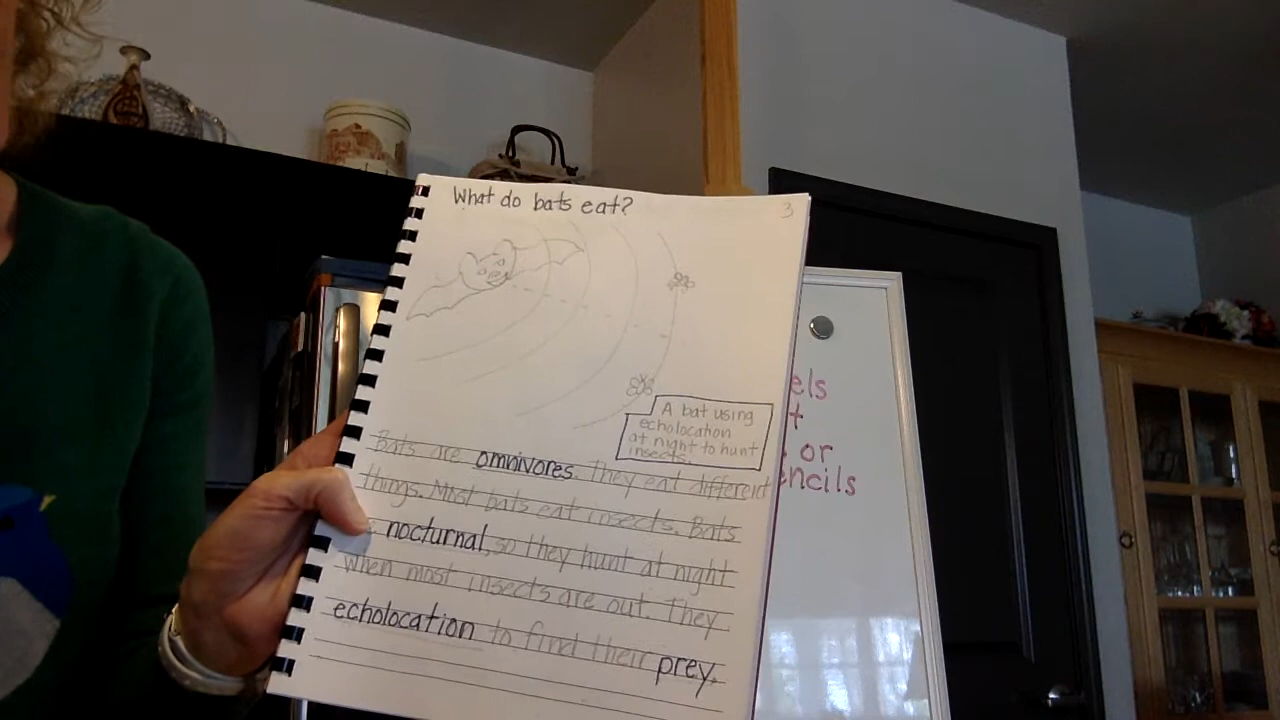 What do bats eat?
3
A bat using
echolocation
at night to hunt
insects.
Bats are omnivores. They eat different
things. Most bats eat insects. Bats
nocturnal, so they hunt at night
when most insects are out. They
echolocation to find their prey.
els
t
or
encils